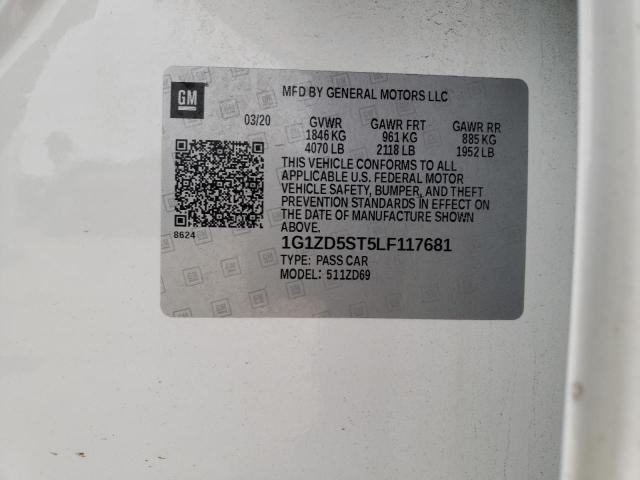 GM
MFD BY GENERAL MOTORS LLC
03/20 GVWR GAWR FRT GAWR RR
1846 KG 961 KG 885 KG
4070 LB 2118 LB 1952 LB
THIS VEHICLE CONFORMS TO ALL
APPLICABLE U.S. FEDERAL MOTOR
VEHICLE SAFETY, BUMPER, AND THEFT
PREVENTION STANDARDS IN EFFECT ON
THE DATE OF MANUFACTURE SHOWN
ABOVE.
8624
1G1ZD5ST5LF117681
TYPE: PASS CAR
MODEL: 511ZD69